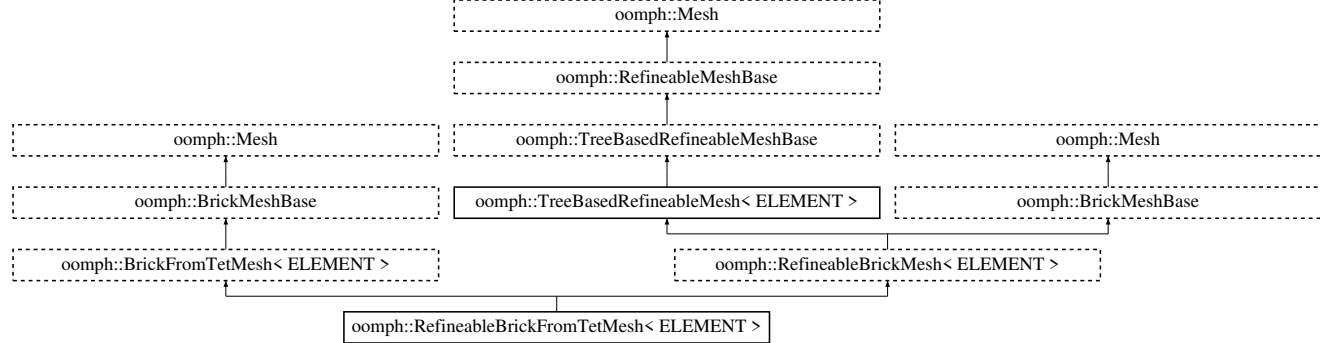 oomph::Mesh
oomph::RefineableMeshBase
oomph::Mesh
oomph::TreeBasedRefineableMeshBase
oomph::Mesh
oomph::BrickMeshBase
oomph::TreeBasedRefineableMesh< ELEMENT >
oomph::BrickMeshBase
oomph::BrickFromTetMesh< ELEMENT >
oomph::RefineableBrickMesh< ELEMENT >
oomph::RefineableBrickFromTetMesh< ELEMENT >